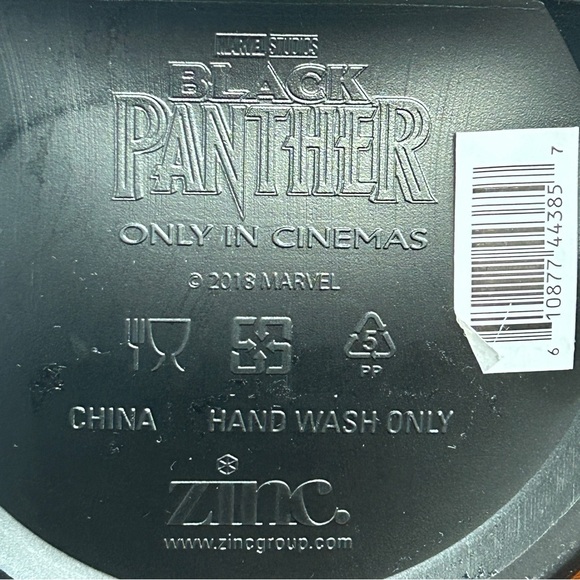 MARVEL STUDIOS
BLACK
PANTHER
ONLY IN CINEMAS
© 2018 MARVEL
5
PP
CHINA
HAND WASH ONLY
zinc.
www.zincgroup.com
6 10877 44385 7